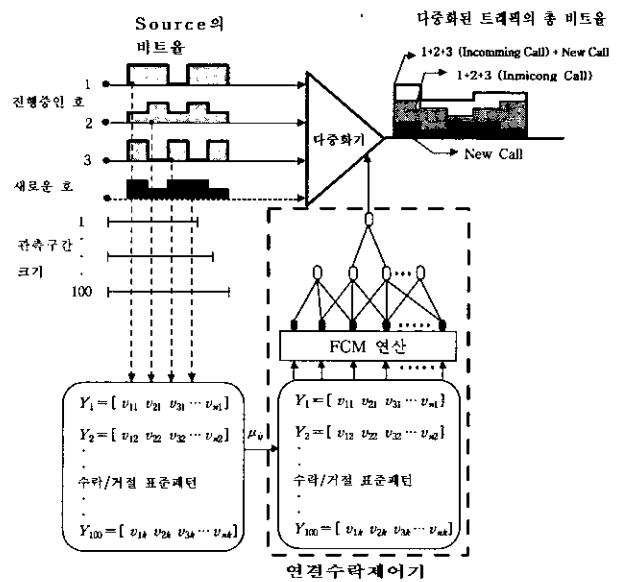 Source의
비트율
다중화된 트래픽의 총 비트율
1+2+3 (Incomming Call) + New Call
1+2+3 (Inmicong Call)
1
진행중인 호
2
다중화기
3
New Call
새로운 호
1
관측구간
크기
100
FCM 연산
Y₁ = [ v₁₁ v₂₁ v₃₁ ⋯ vₙ₁]
Y₂ = [ v₁₂ v₂₂ v₃₂ ⋯ vₙ₂]
수락/거절 표준패턴
Y₁₀₀ = [ v₁ₖ v₂ₖ v₃ₖ ⋯ vₙₖ]
μᵢⱼ
Y₁ = [ v₁₁ v₂₁ v₃₁ ⋯ vₙ₁]
Y₂ = [ v₁₂ v₂₂ v₃₂ ⋯ vₙ₂]
수락/거절 표준패턴
Y₁₀₀ = [ v₁ₖ v₂ₖ v₃ₖ ⋯ vₙₖ]
연결수락제어기